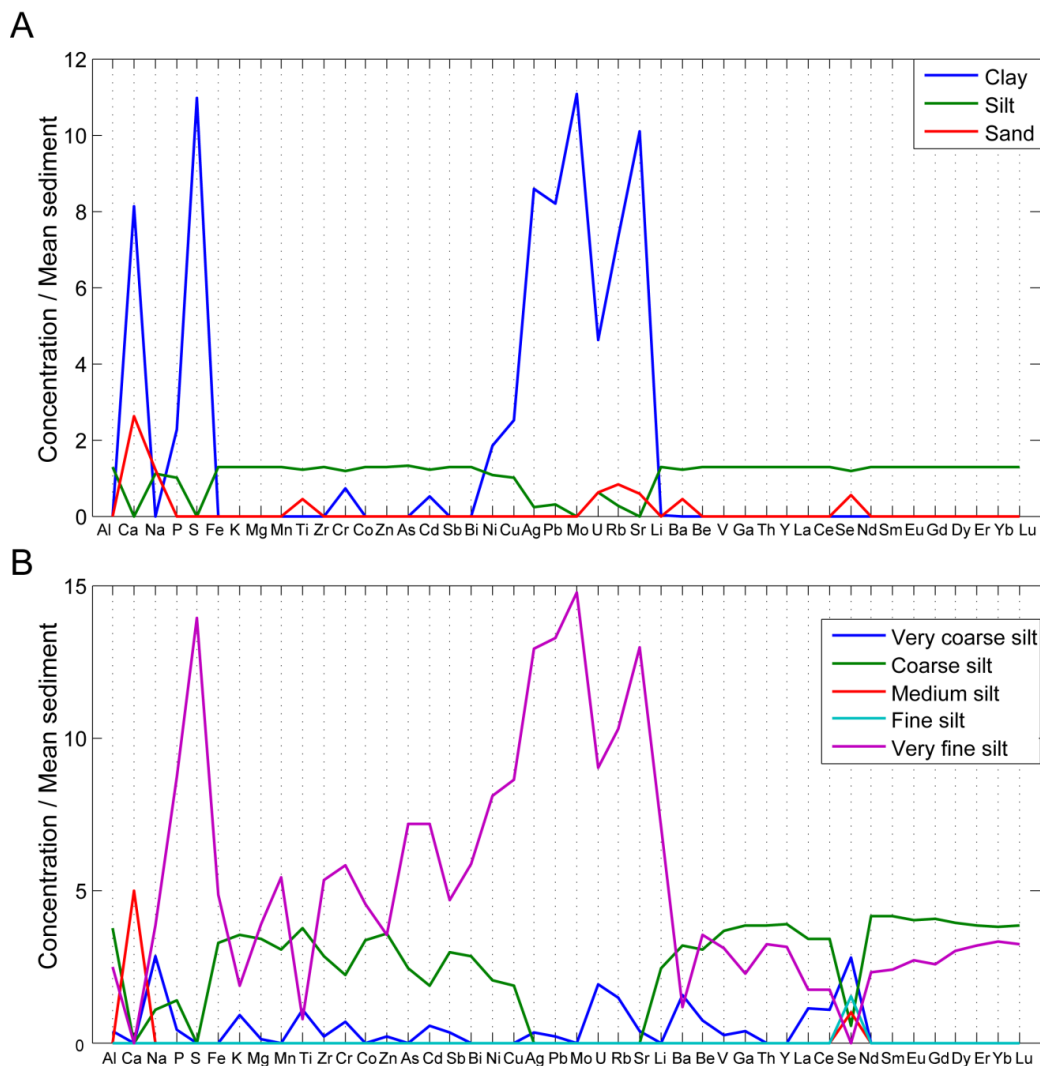 A
12
10
8
6
4
2
0
Concentration / Mean sediment
Clay
Silt
Sand
Al Ca Na P S Fe K Mg Mn Ti Zr Cr Co Zn As Cd Sb Bi Ni Cu Ag Pb Mo U Rb Sr Li Ba Be V Ga Th Y La Ce Se Nd Sm Eu Gd Dy Er Yb Lu
B
15
10
5
0
Concentration / Mean sediment
Very coarse silt
Coarse silt
Medium silt
Fine silt
Very fine silt
Al Ca Na P S Fe K Mg Mn Ti Zr Cr Co Zn As Cd Sb Bi Ni Cu Ag Pb Mo U Rb Sr Li Ba Be V Ga Th Y La Ce Se Nd Sm Eu Gd Dy Er Yb Lu